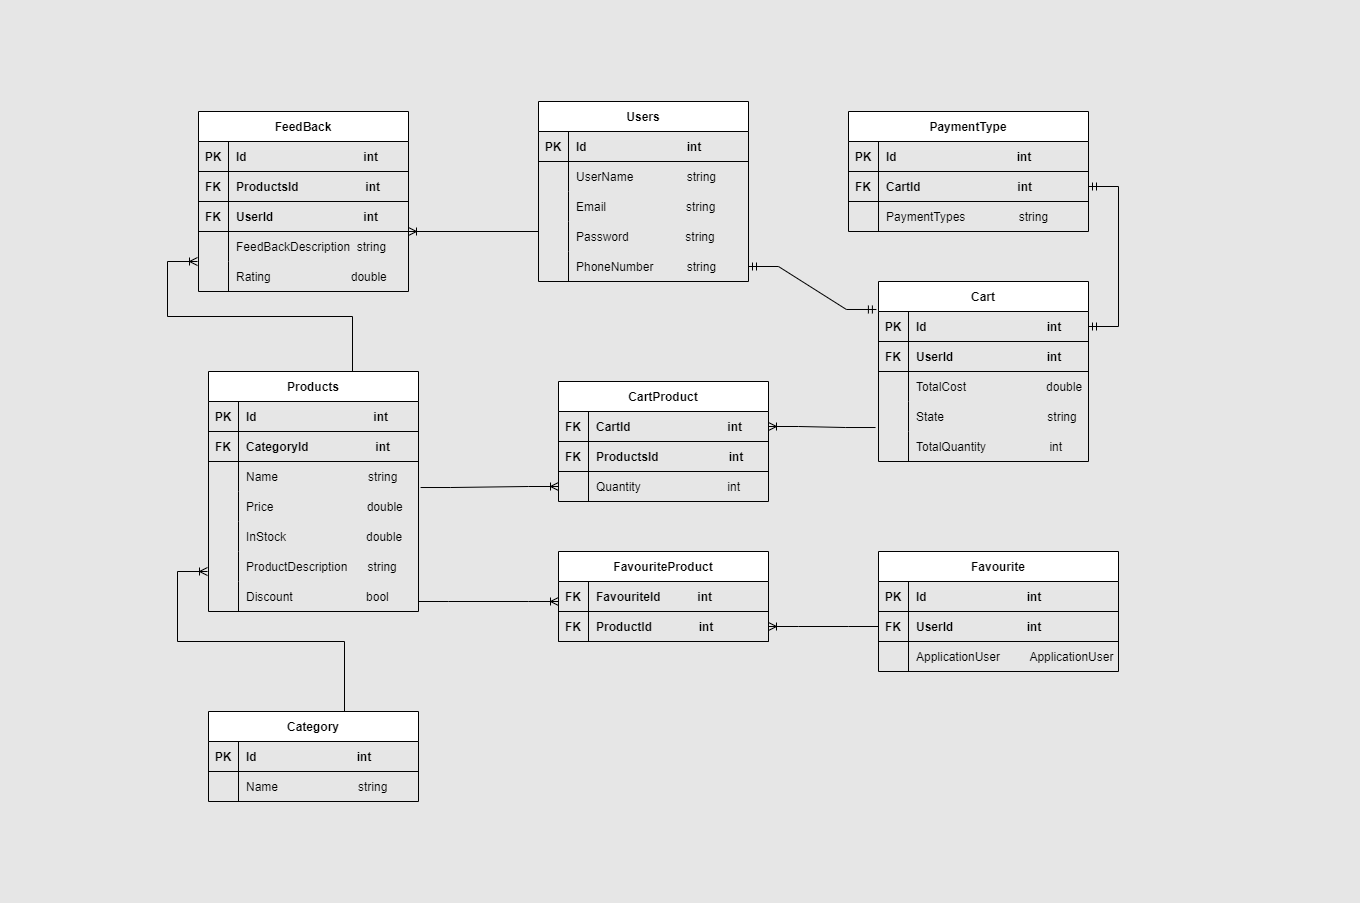 FeedBack
PK Id int
FK ProductsId int
FK UserId int
FeedBackDescription string
Rating double
Users
PK Id int
UserName string
Email string
Password string
PhoneNumber string
PaymentType
PK Id int
FK CartId int
PaymentTypes string
Cart
PK Id int
FK UserId int
TotalCost double
State string
TotalQuantity int
Products
PK Id int
FK CategoryId int
Name string
Price double
InStock double
ProductDescription string
Discount bool
CartProduct
FK CartId int
FK ProductsId int
Quantity int
FavouriteProduct
FK FavouriteId int
FK ProductId int
Favourite
PK Id int
FK UserId int
ApplicationUser ApplicationUser
Category
PK Id int
Name string